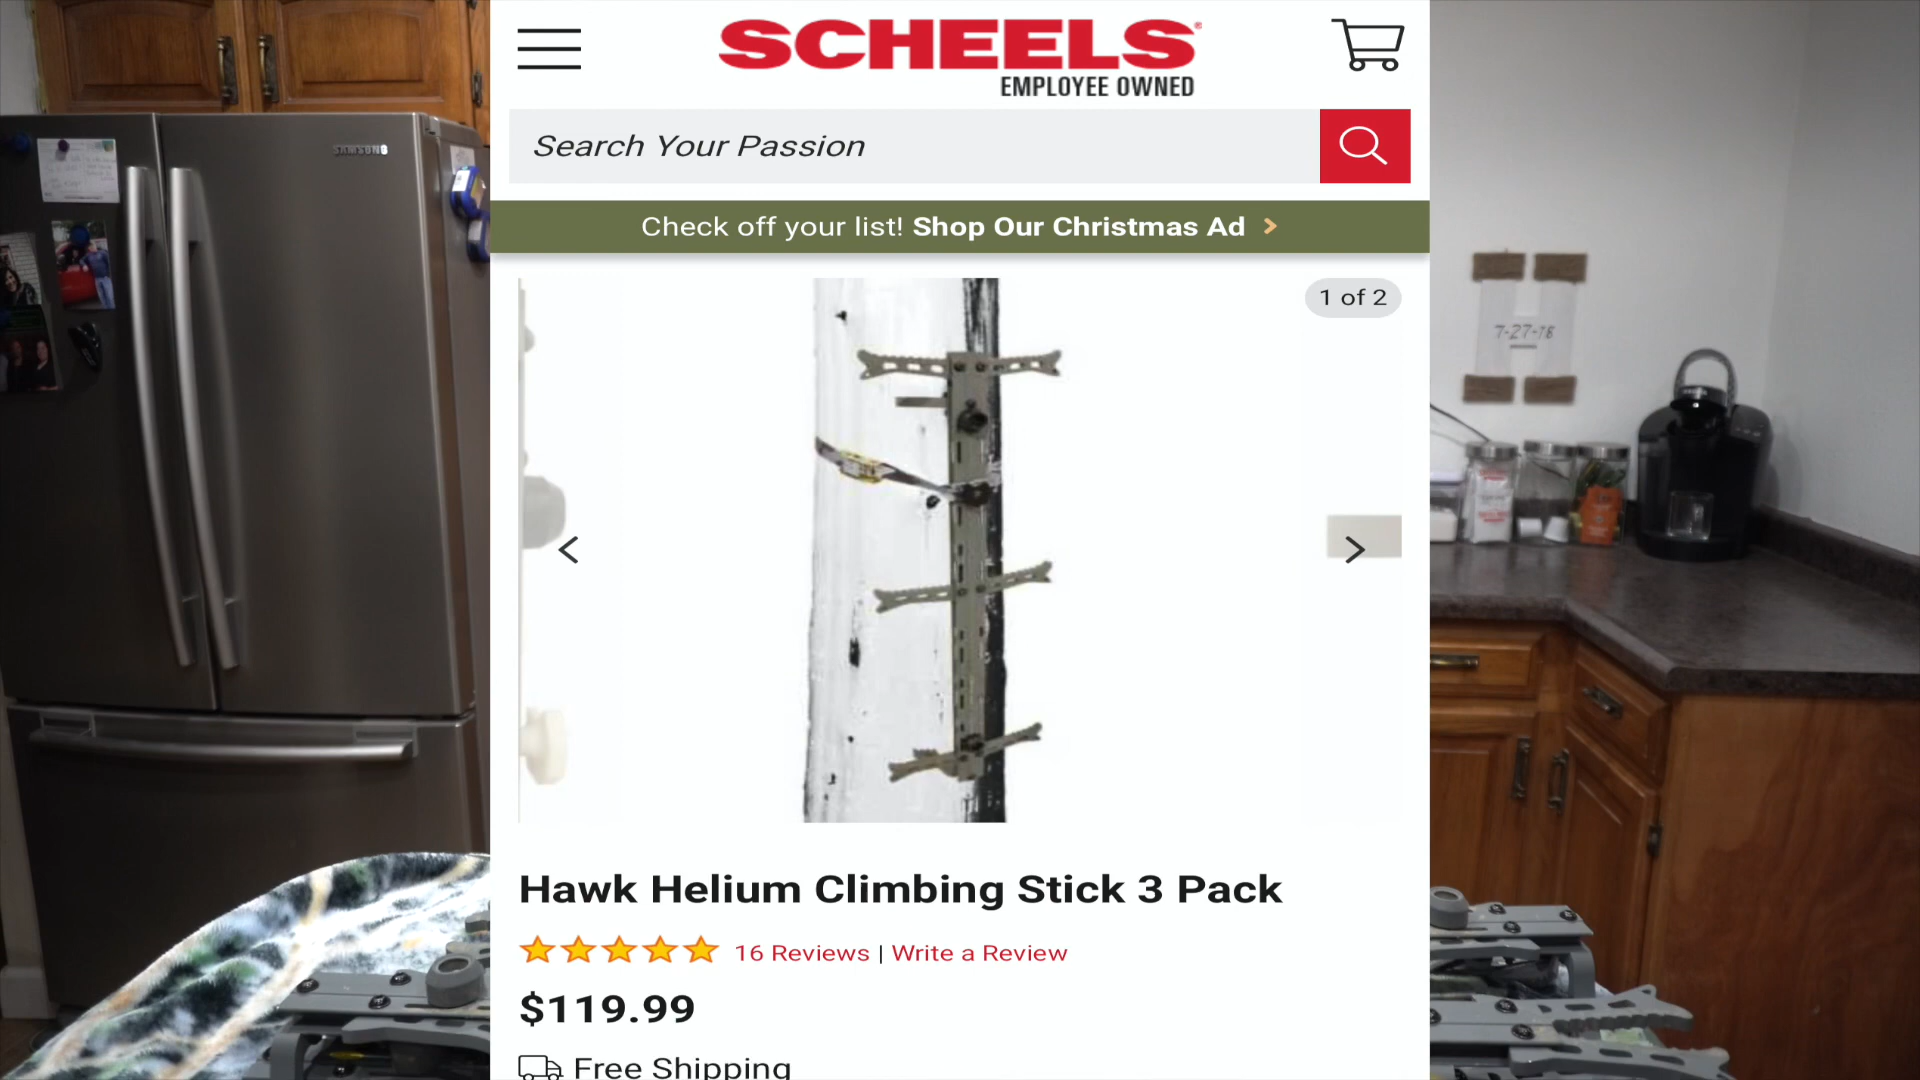 SCHEELS
EMPLOYEE OWNED
Search Your Passion
Check off your list! Shop Our Christmas Ad
1 of 2
SAMSUNG
7-27-18
Hawk Helium Climbing Stick 3 Pack
16 Reviews | Write a Review
$119.99
Free Shipping